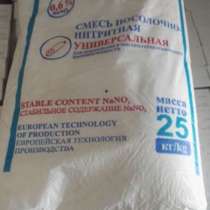 0,6%
NaNO₂
СМЕСЬ ПОСОЛОЧНО-
НИТРИТНАЯ
УНИВЕРСАЛЬНАЯ
STABLE CONTENT NaNO₂
СТАБИЛЬНОЕ СОДЕРЖАНИЕ NaNO₂
EUROPEAN TECHNOLOGY
OF PRODUCTION
ЕВРОПЕЙСКАЯ ТЕХНОЛОГИЯ
ПРОИЗВОДСТВА
масса
нетто
25
кг/kg